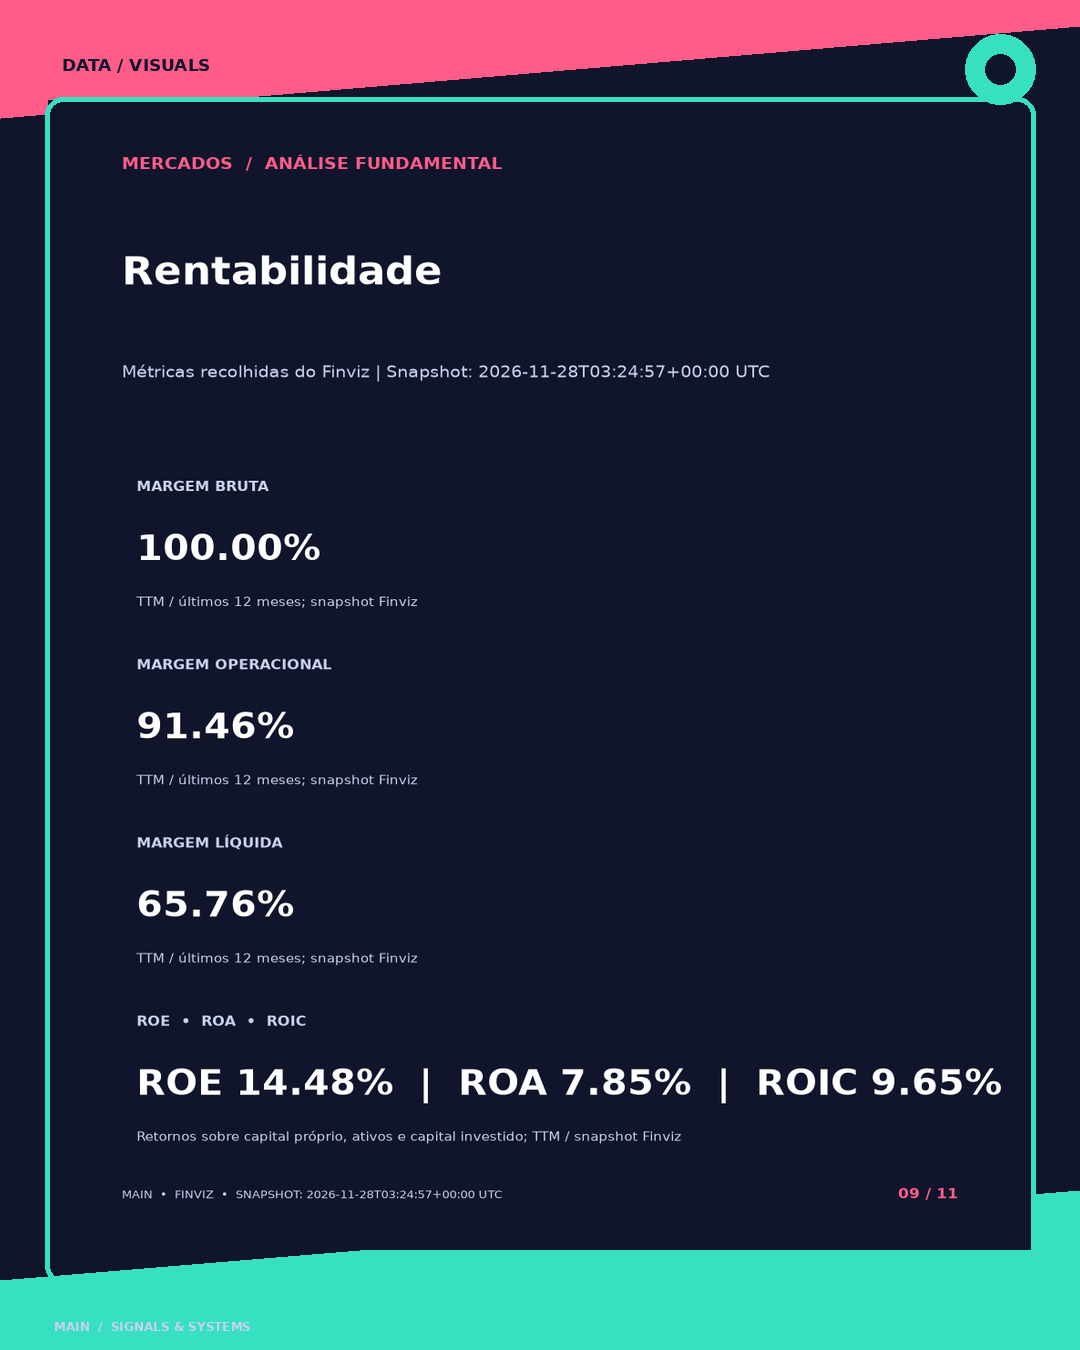 DATA / VISUALS
MERCADOS / ANÁLISE FUNDAMENTAL
Rentabilidade
Métricas recolhidas do Finviz | Snapshot: 2026-11-28T03:24:57+00:00 UTC
MARGEM BRUTA
100.00%
TTM / últimos 12 meses; snapshot Finviz
MARGEM OPERACIONAL
91.46%
TTM / últimos 12 meses; snapshot Finviz
MARGEM LÍQUIDA
65.76%
TTM / últimos 12 meses; snapshot Finviz
ROE • ROA • ROIC
ROE 14.48% | ROA 7.85% | ROIC 9.65%
Retornos sobre capital próprio, ativos e capital investido; TTM / snapshot Finviz
MAIN • FINVIZ • SNAPSHOT: 2026-11-28T03:24:57+00:00 UTC
09 / 11
MAIN / SIGNALS & SYSTEMS